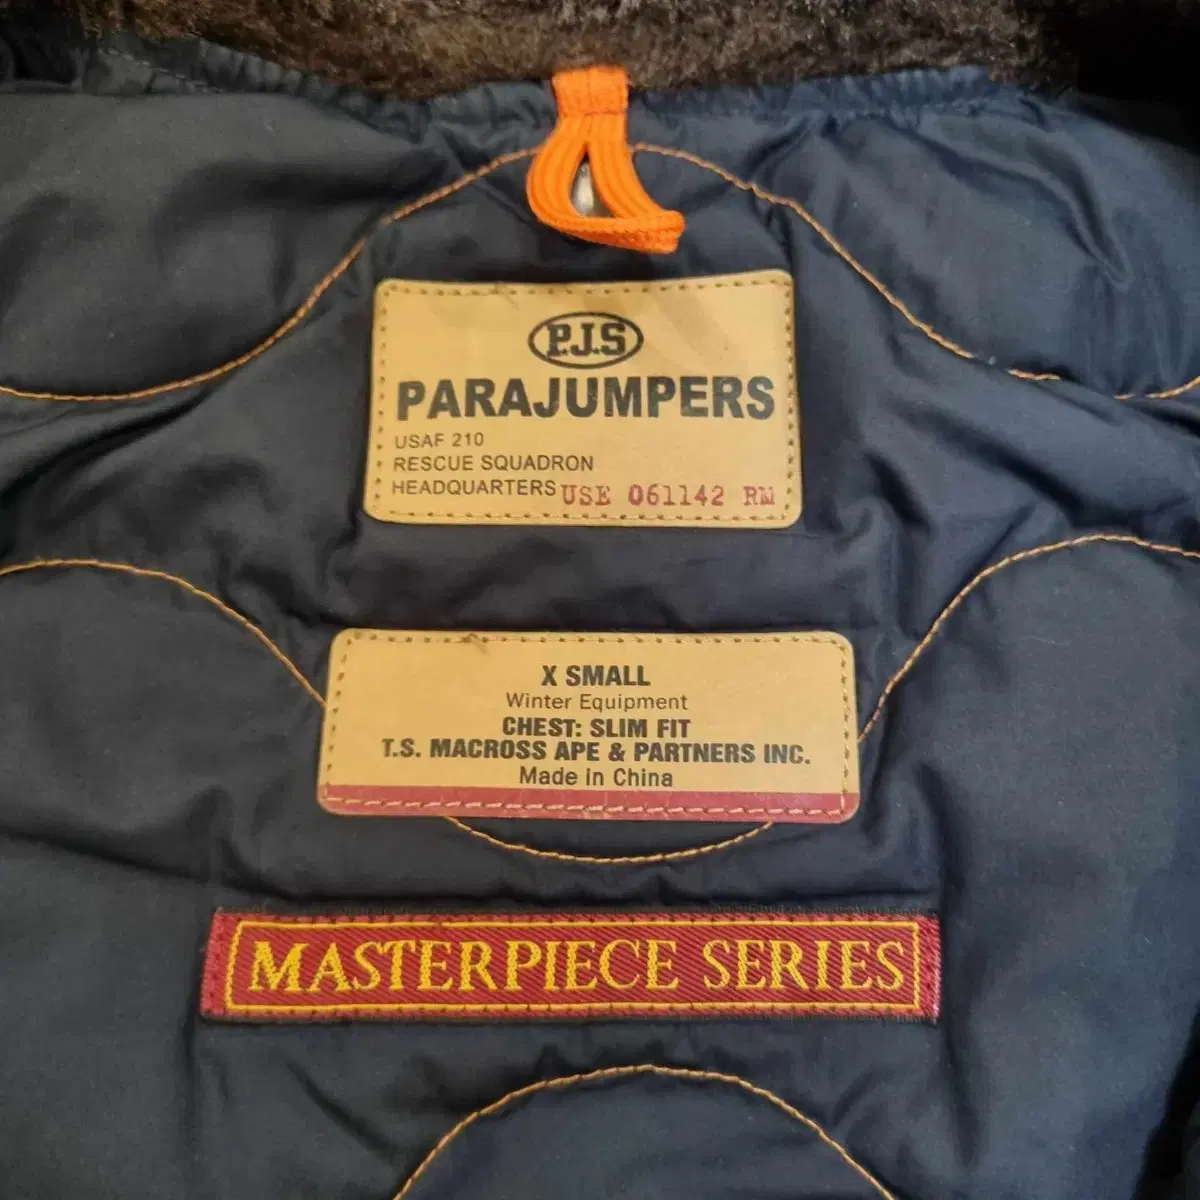 P.J.S
PARAJUMPERS
USAF 210
RESCUE SQUADRON
HEADQUARTERS USE 061142 RM
X SMALL
Winter Equipment
CHEST: SLIM FIT
T.S. MACROSS APE & PARTNERS INC.
Made in China
MASTERPIECE SERIES